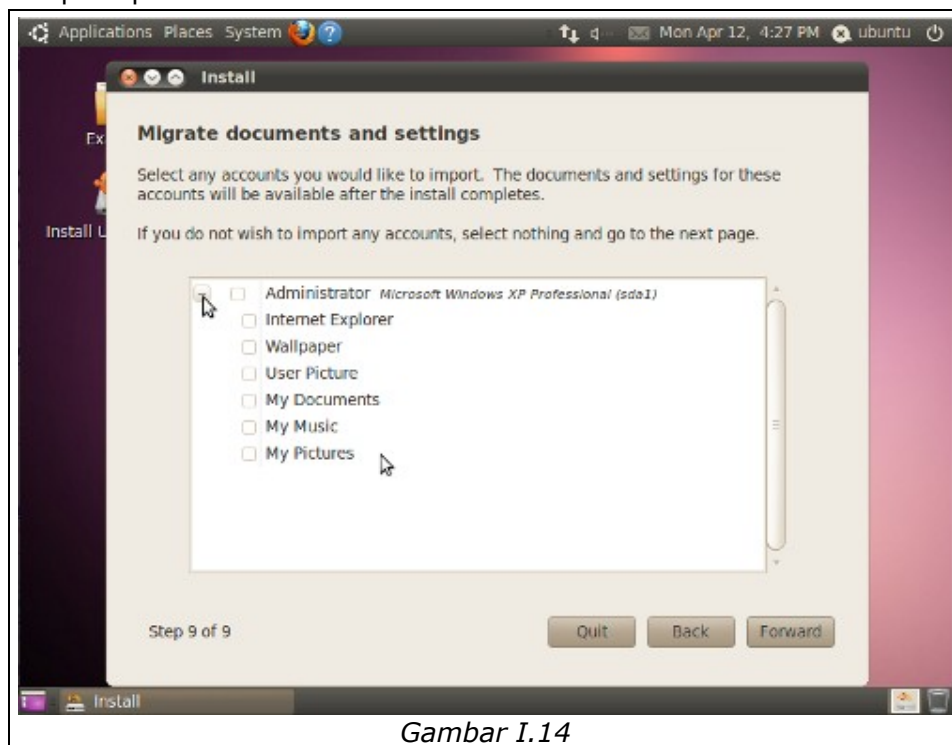 Applications Places System
Mon Apr 12, 4:27 PM ubuntu
Install
Ex
Migrate documents and settings
Select any accounts you would like to import. The documents and settings for these
accounts will be available after the install completes.
Install U
If you do not wish to import any accounts, select nothing and go to the next page.
Administrator Microsoft Windows XP Professional (sda1)
Internet Explorer
Wallpaper
User Picture
My Documents
My Music
My Pictures
Step 9 of 9
Quit Back Forward
Install
Gambar I.14